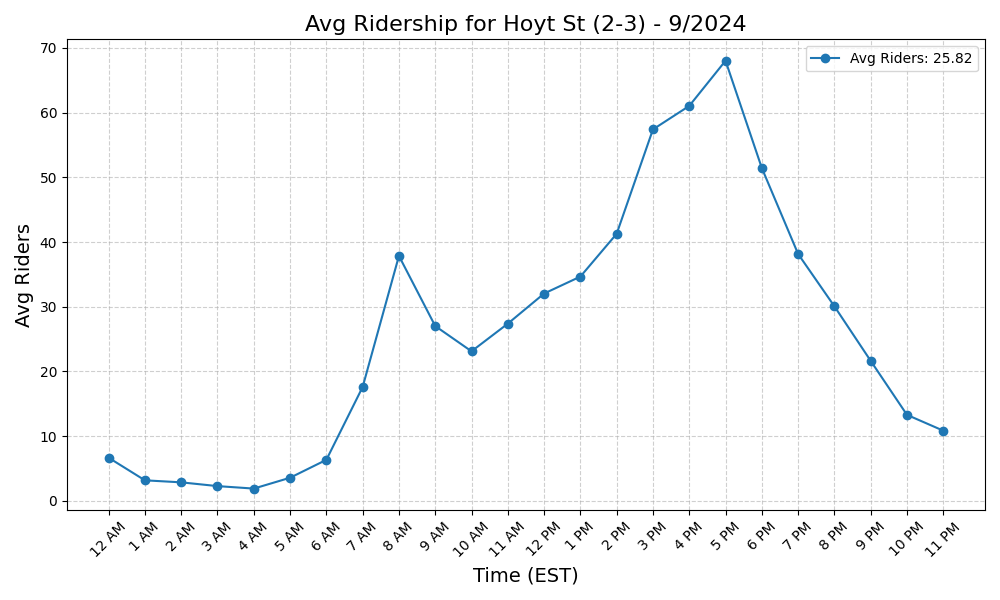 Avg Ridership for Hoyt St (2-3) - 9/2024
Avg Riders: 25.82
Avg Riders
70
60
50
40
30
20
10
0
12 AM
1 AM
2 AM
3 AM
4 AM
5 AM
6 AM
7 AM
8 AM
9 AM
10 AM
11 AM
12 PM
1 PM
2 PM
3 PM
4 PM
5 PM
6 PM
7 PM
8 PM
9 PM
10 PM
11 PM
Time (EST)